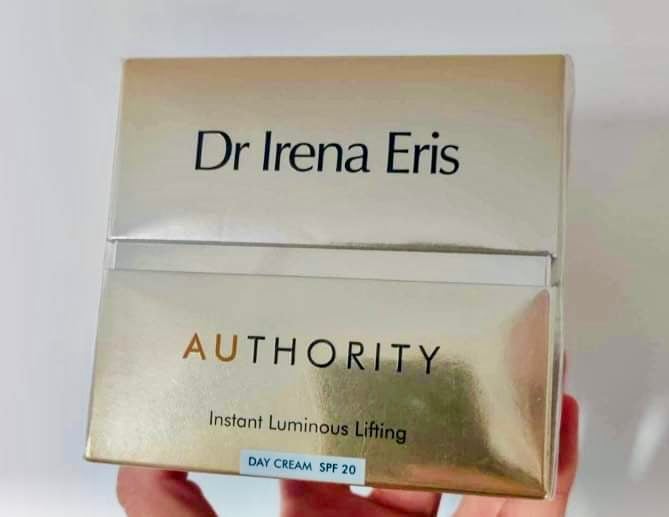 Dr Irena Eris
AUTHORITY
Instant Luminous Lifting
DAY CREAM SPF 20